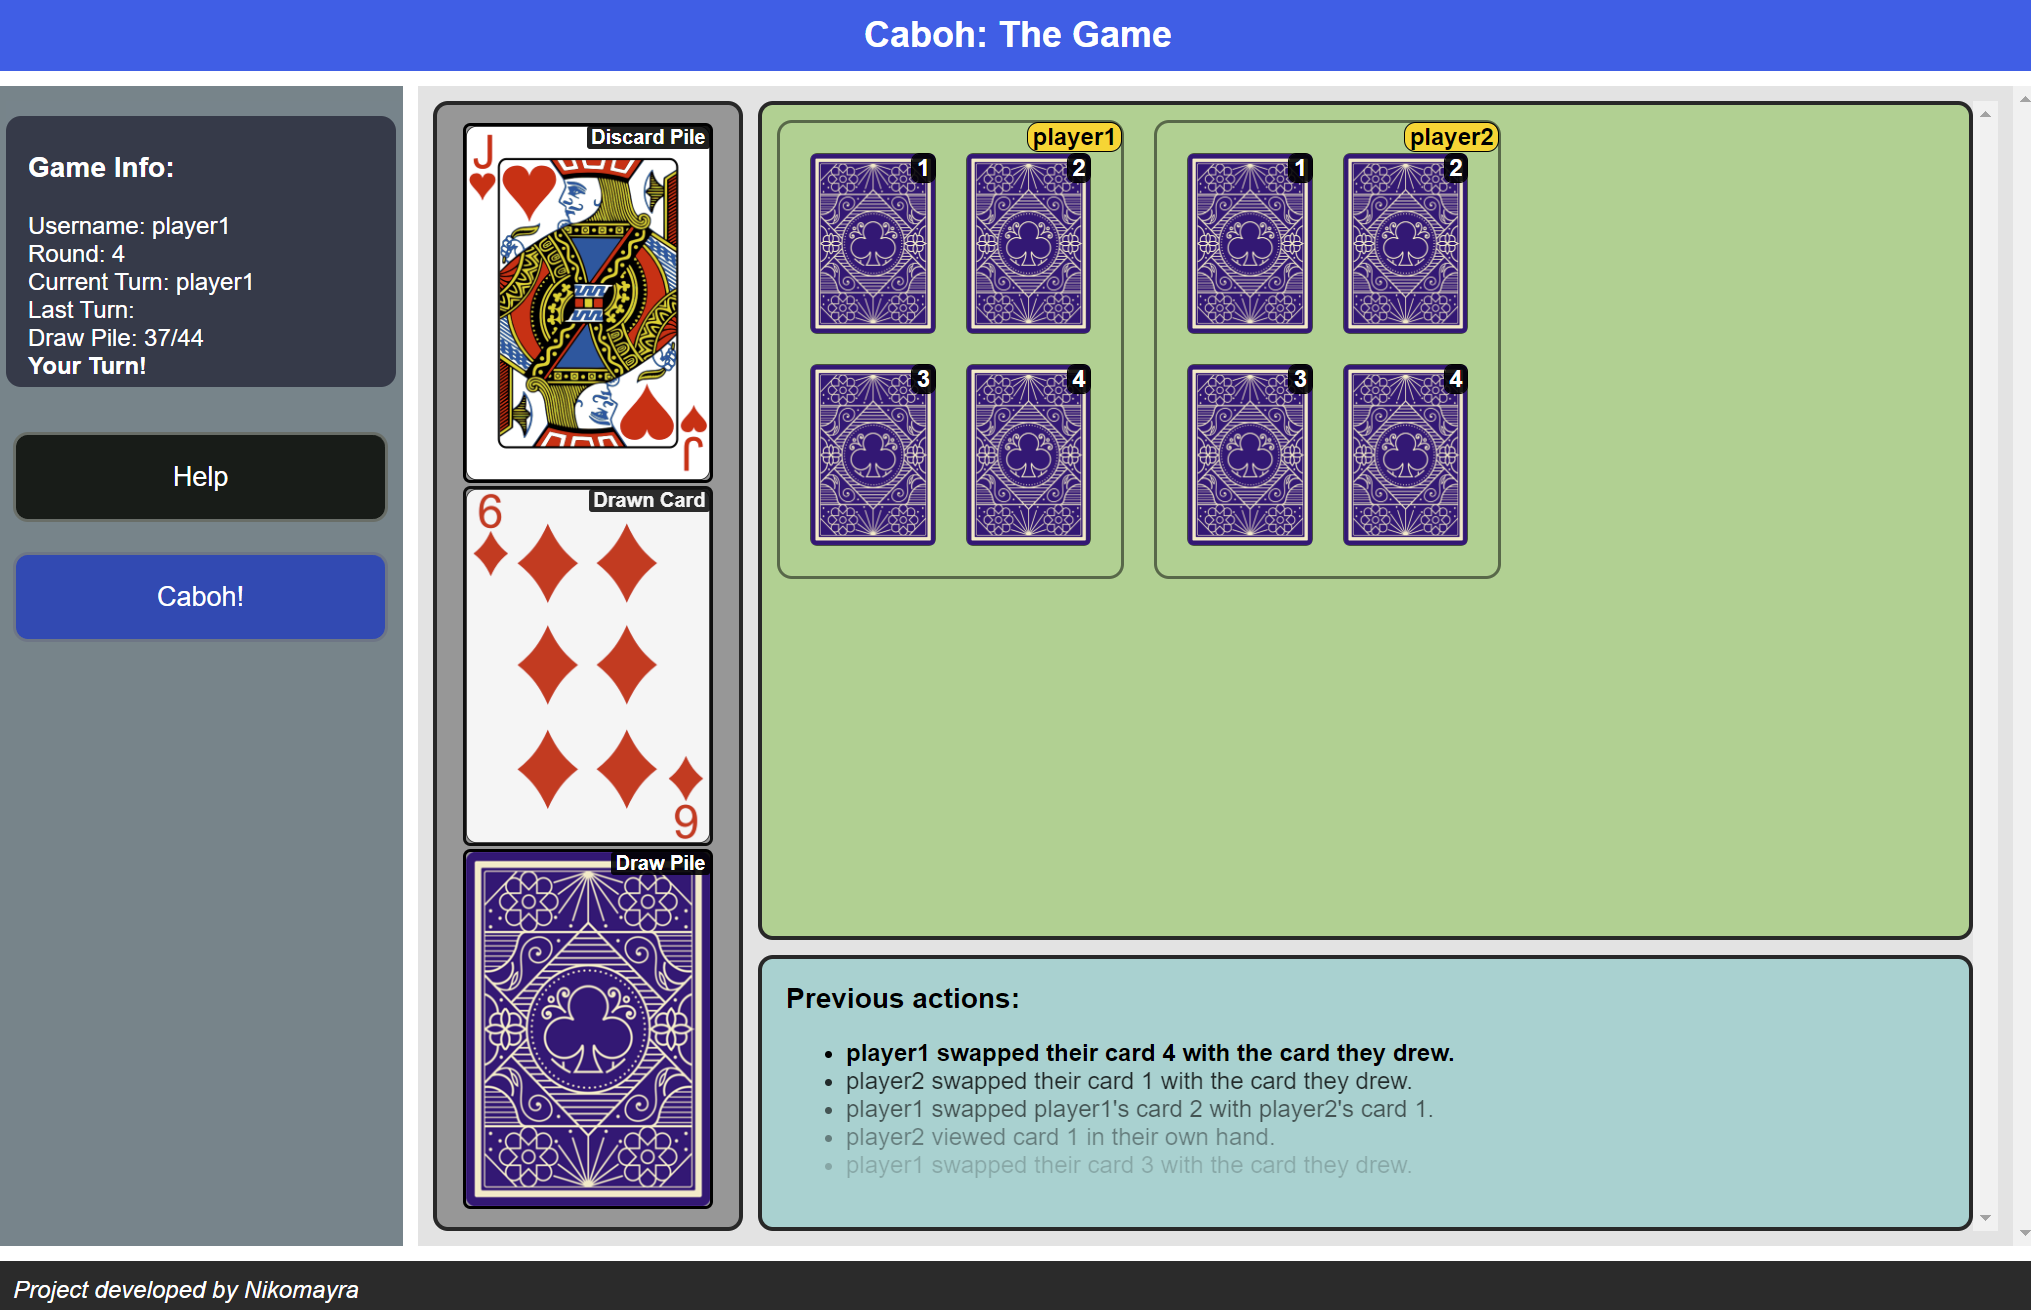 Caboh: The Game
Game Info:
Username: player1
Round: 4
Current Turn: player1
Last Turn:
Draw Pile: 37/44
Your Turn!
Help
Caboh!
Discard Pile
J
J
Drawn Card
6
6
Draw Pile
player1
1
2
3
4
player2
1
2
3
4
Previous actions:
player1 swapped their card 4 with the card they drew.
player2 swapped their card 1 with the card they drew.
player1 swapped player1's card 2 with player2's card 1.
player2 viewed card 1 in their own hand.
player1 swapped their card 3 with the card they drew.
Project developed by Nikomayra